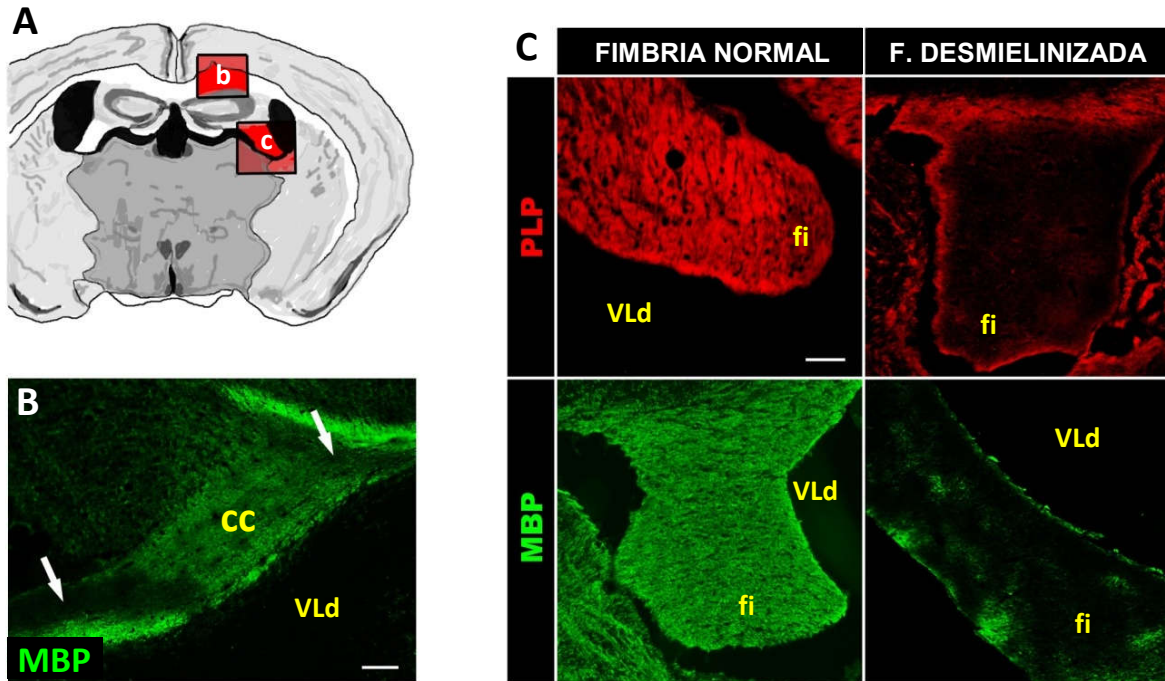 A
b
c
B
CC
VLd
MBP
C
FIMBRIA NORMAL
F. DESMIELINIZADA
PLP
fi
VLd
fi
MBP
VLd
fi
VLd
fi